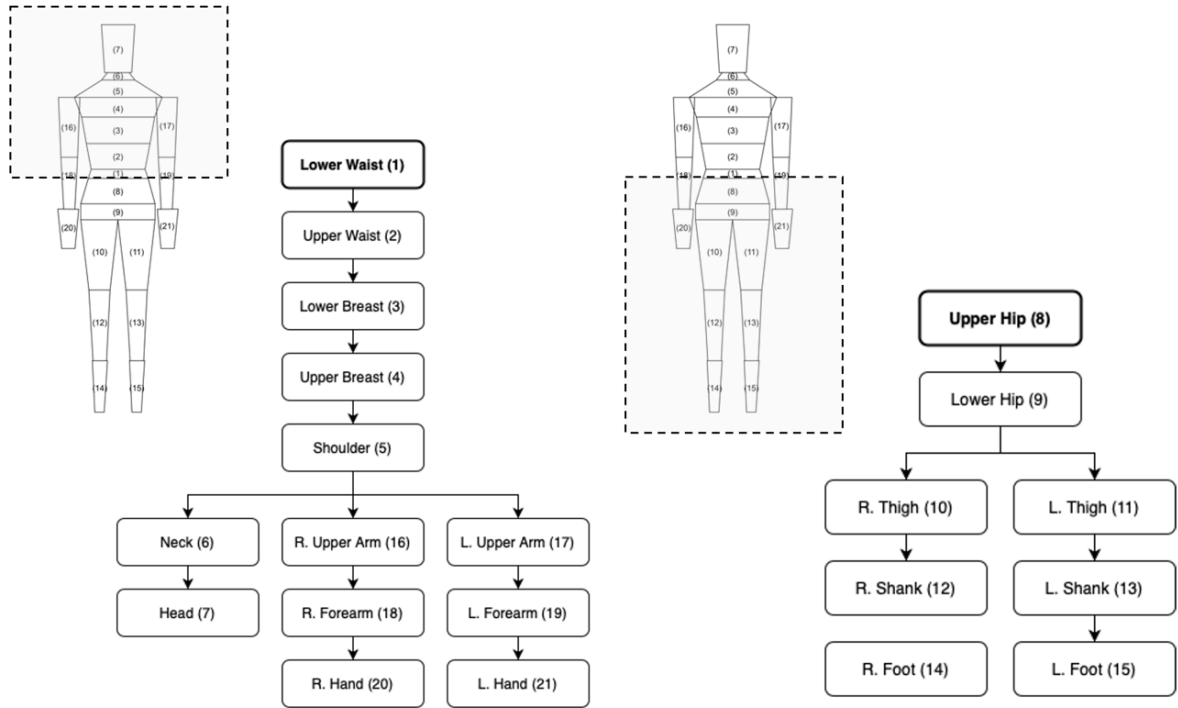 (7)
(6)
(5)
(4)
(16) (3) (17)
(2)
(18) (1) (19)
(8)
(9)
(20) (21)
(10) (11)
(12) (13)
(14) (15)
Lower Waist (1)
Upper Waist (2)
Lower Breast (3)
Upper Breast (4)
Shoulder (5)
Neck (6) R. Upper Arm (16) L. Upper Arm (17)
Head (7) R. Forearm (18) L. Forearm (19)
R. Hand (20) L. Hand (21)
(7)
(6)
(5)
(4)
(16) (3) (17)
(2)
(18) (1) (19)
(8)
(9)
(20) (21)
(10) (11)
(12) (13)
(14) (15)
Upper Hip (8)
Lower Hip (9)
R. Thigh (10) L. Thigh (11)
R. Shank (12) L. Shank (13)
R. Foot (14) L. Foot (15)